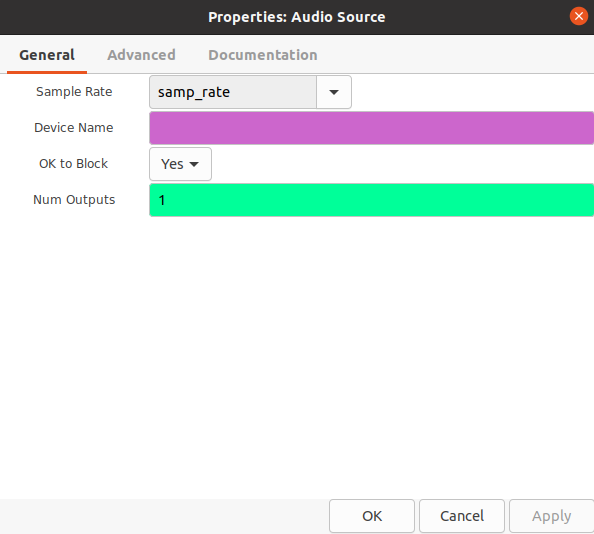 Properties: Audio Source
General Advanced Documentation
Sample Rate samp_rate
Device Name
OK to Block Yes
Num Outputs 1
OK Cancel Apply